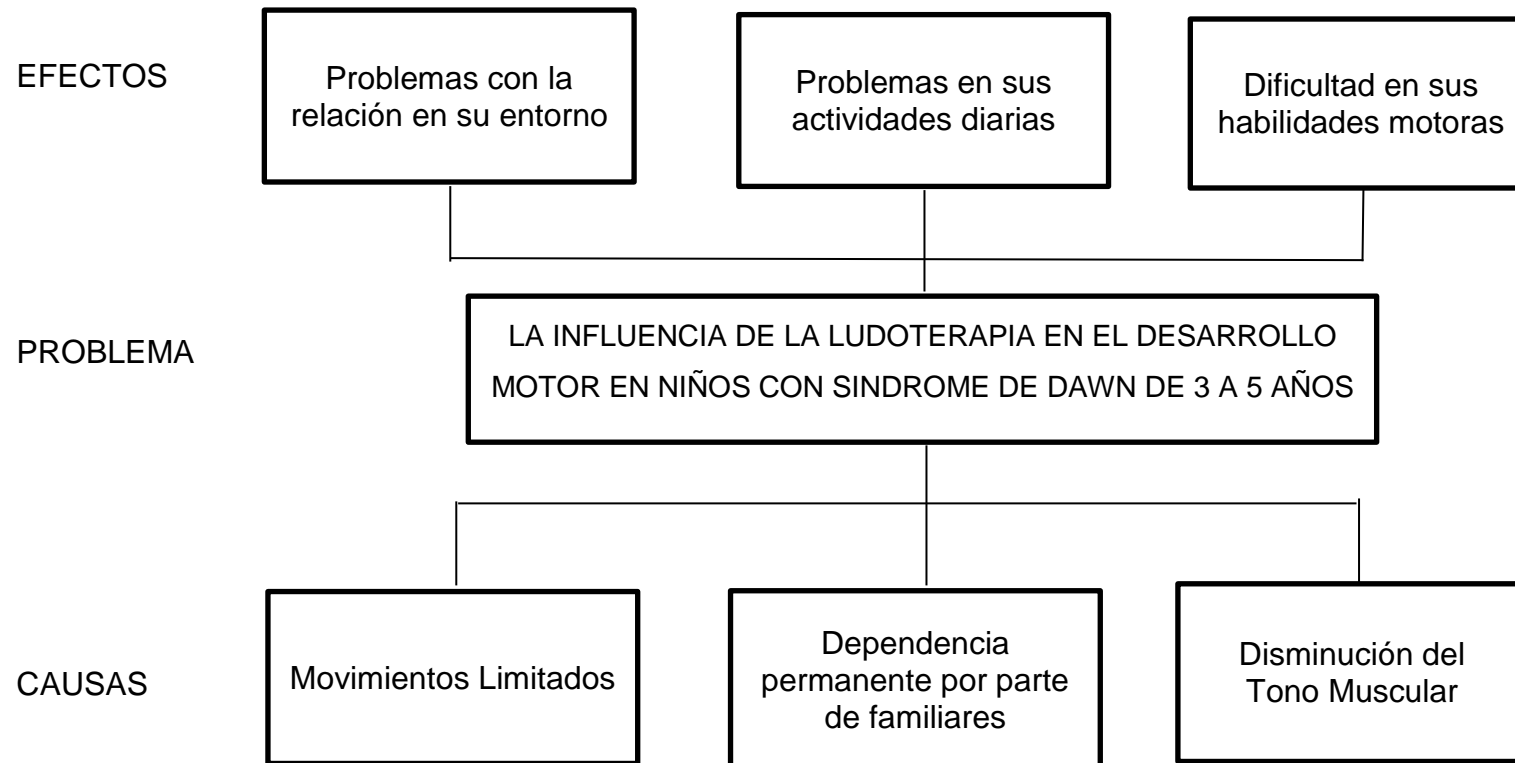 EFECTOS
Problemas con la
relación en su entorno
Problemas en sus
actividades diarias
Dificultad en sus
habilidades motoras
PROBLEMA
LA INFLUENCIA DE LA LUDOTERAPIA EN EL DESARROLLO
MOTOR EN NIÑOS CON SINDROME DE DAWN DE 3 A 5 AÑOS
CAUSAS
Movimientos Limitados
Dependencia
permanente por parte
de familiares
Disminución del
Tono Muscular